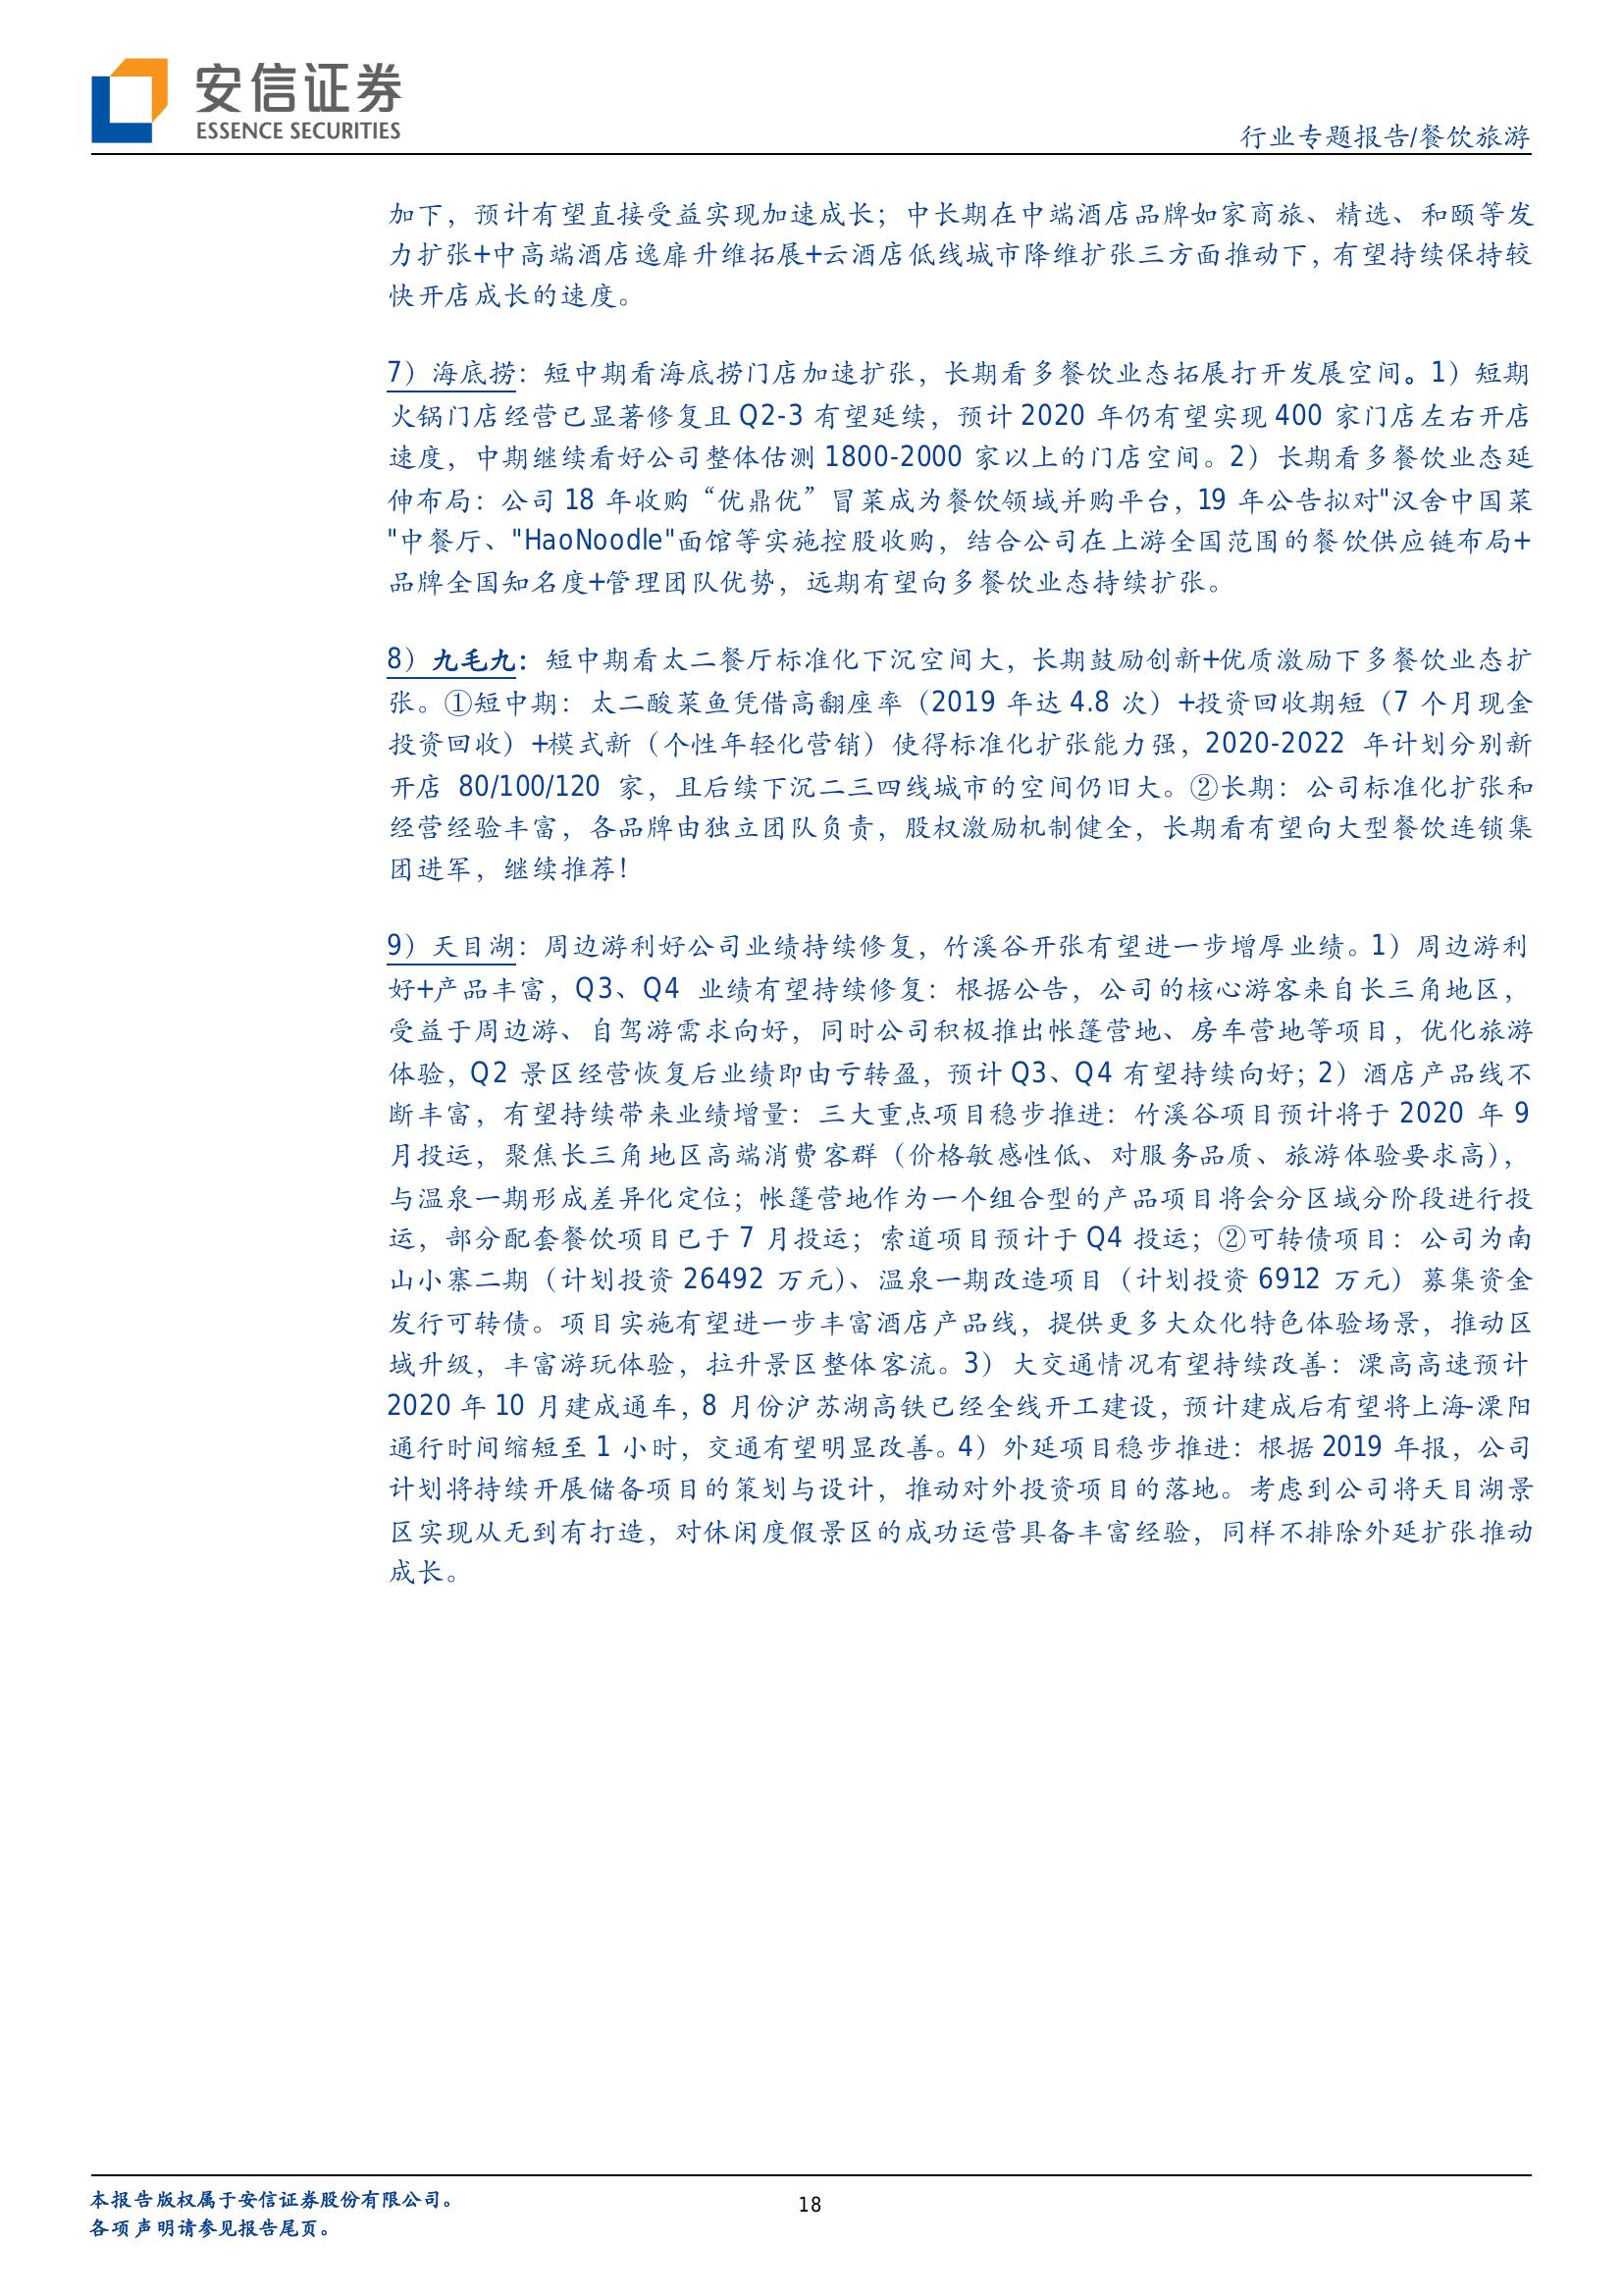 安信证券
ESSENCE SECURITIES
行业专题报告/餐饮旅游
加下，预计有望直接受益实现加速成长；中长期在中端酒店品牌如家商旅、精选、和颐等发
力扩张+中高端酒店逸扉升维拓展+云酒店低线城市降维扩张三方面推动下，有望持续保持较
快开店成长的速度。
7）海底捞：短中期看海底捞门店加速扩张，长期看多餐饮业态拓展打开发展空间。1）短期
火锅门店经营已显著修复且 Q2-3 有望延续，预计 2020 年仍有望实现 400 家门店左右开店
速度，中期继续看好公司整体估测 1800-2000 家以上的门店空间。2）长期看多餐饮业态延
伸布局：公司 18 年收购“优鼎优”冒菜成为餐饮领域并购平台，19 年公告拟对"汉舍中国菜
"中餐厅、"HaoNoodle"面馆等实施控股收购，结合公司在上游全国范围的餐饮供应链布局+
品牌全国知名度+管理团队优势，远期有望向多餐饮业态持续扩张。
8）九毛九：短中期看太二餐厅标准化下沉空间大，长期鼓励创新+优质激励下多餐饮业态扩
张。①短中期：太二酸菜鱼凭借高翻座率（2019 年达 4.8 次）+投资回收期短（7 个月现金
投资回收）+模式新（个性年轻化营销）使得标准化扩张能力强，2020-2022 年计划分别新
开店 80/100/120 家，且后续下沉二三四线城市的空间仍旧大。②长期：公司标准化扩张和
经营经验丰富，各品牌由独立团队负责，股权激励机制健全，长期看有望向大型餐饮连锁集
团进军，继续推荐！
9）天目湖：周边游利好公司业绩持续修复，竹溪谷开张有望进一步增厚业绩。1）周边游利
好+产品丰富，Q3、Q4 业绩有望持续修复：根据公告，公司的核心游客来自长三角地区，
受益于周边游、自驾游需求向好，同时公司积极推出帐篷营地、房车营地等项目，优化旅游
体验，Q2 景区经营恢复后业绩即由亏转盈，预计 Q3、Q4 有望持续向好；2）酒店产品线不
断丰富，有望持续带来业绩增量：三大重点项目稳步推进：竹溪谷项目预计将于 2020 年 9
月投运，聚焦长三角地区高端消费客群（价格敏感性低、对服务品质、旅游体验要求高），
与温泉一期形成差异化定位；帐篷营地作为一个组合型的产品项目将会分区域分阶段进行投
运，部分配套餐饮项目已于 7 月投运；索道项目预计于 Q4 投运；②可转债项目：公司为南
山小寨二期（计划投资 26492 万元）、温泉一期改造项目（计划投资 6912 万元）募集资金
发行可转债。项目实施有望进一步丰富酒店产品线，提供更多大众化特色体验场景，推动区
域升级，丰富游玩体验，拉升景区整体客流。3）大交通情况有望持续改善：溧高高速预计
2020 年 10 月建成通车，8 月份沪苏湖高铁已经全线开工建设，预计建成后有望将上海-溧阳
通行时间缩短至 1 小时，交通有望明显改善。4）外延项目稳步推进：根据 2019 年报，公司
计划将持续开展储备项目的策划与设计，推动对外投资项目的落地。考虑到公司将天目湖景
区实现从无到有打造，对休闲度假景区的成功运营具备丰富经验，同样不排除外延扩张推动
成长。
本报告版权属于安信证券股份有限公司。
18
各项声明请参见报告尾页。